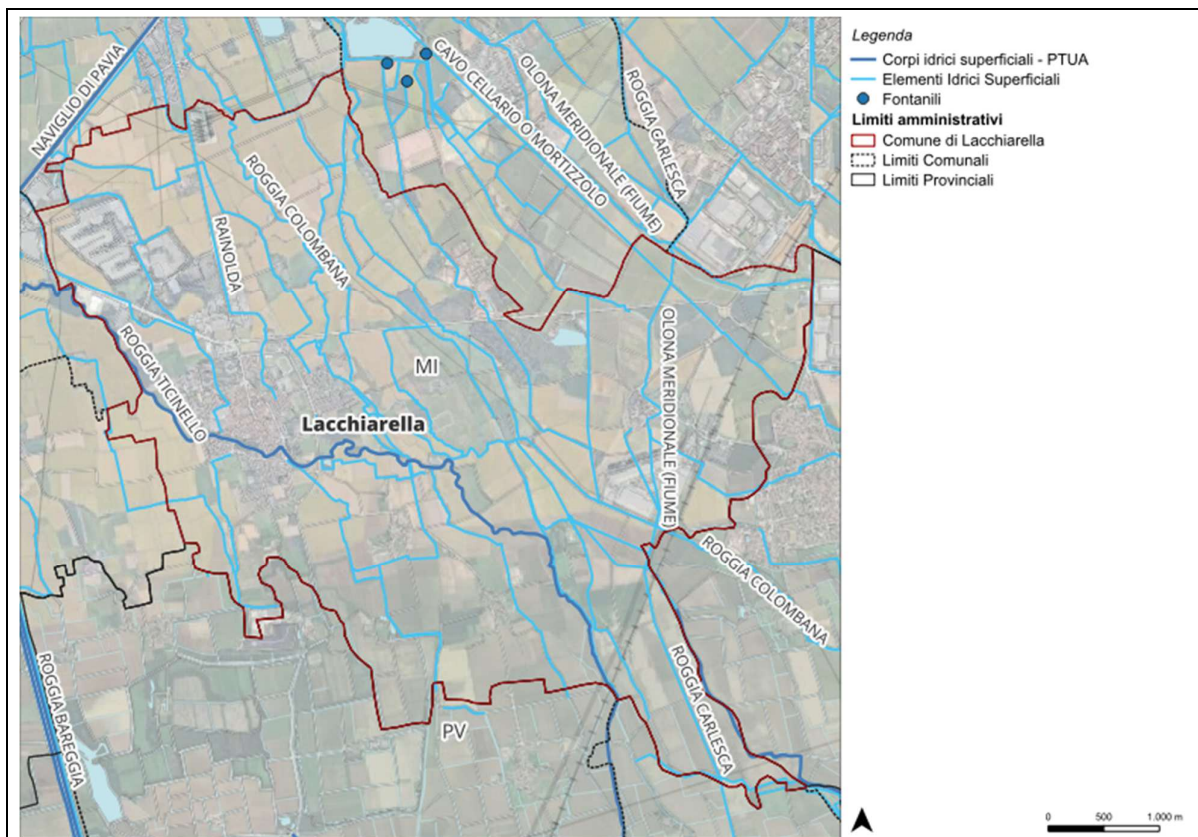 NAVIGLIO DI PAVIA
CAVO CELLARIO O MORTIZZOLO
OLONA MERIDIONALE (FIUME)
ROGGIA CARLESCA
ROGGIA COLOMBANA
RAINOLDA
ROGGIA TICINELLO
MI
Lacchiarella
OLONA MERIDIONALE (FIUME)
ROGGIA COLOMBANA
ROGGIA CARLESCA
ROGGIA BAREGGIA
PV
Legenda
Corpi idrici superficiali - PTUA
Elementi Idrici Superficiali
Fontanili
Limiti amministrativi
Comune di Lacchiarella
Limiti Comunali
Limiti Provinciali
0 500 1.000 m